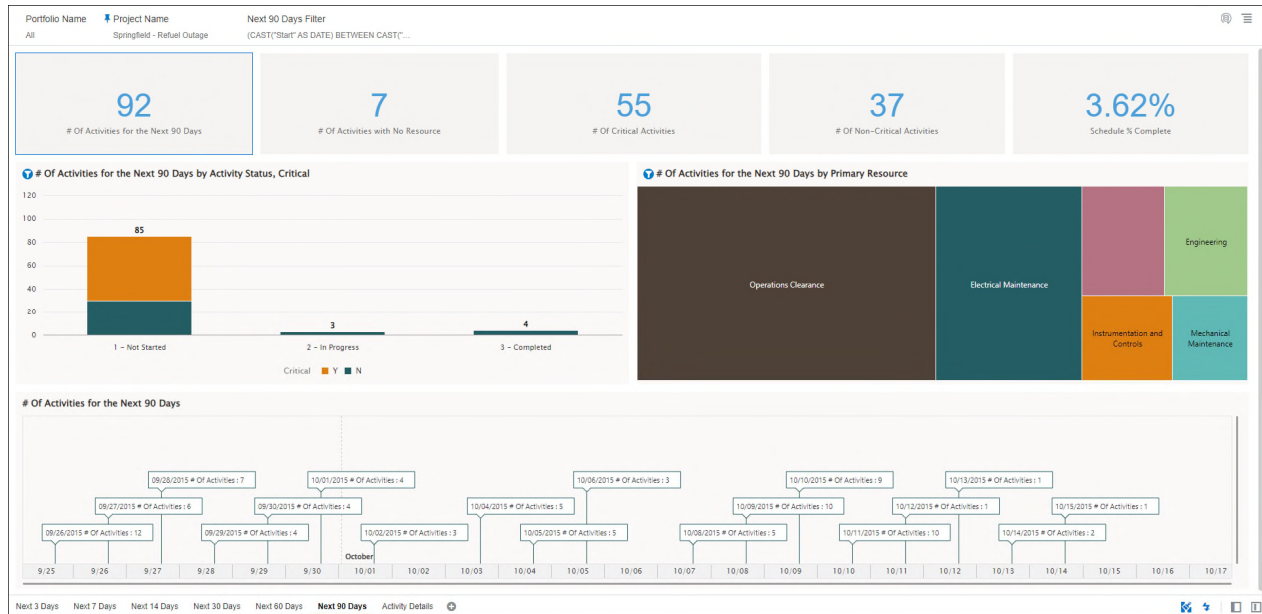 Portfolio Name Project Name Next 90 Days Filter
All Springfield - Refuel Outage (CAST("Start" AS DATE) BETWEEN CAST("...
92 7 55 37 3.62%
# Of Activities for the Next 90 Days # Of Activities with No Resource # Of Critical Activities # Of Non-Critical Activities Schedule % Complete
# Of Activities for the Next 90 Days by Activity Status, Critical
120
100
80
60
40
20
0
85
3
4
1 - Not Started 2 - In Progress 3 - Completed
Critical Y N
# Of Activities for the Next 90 Days by Primary Resource
Operations Clearance
Electrical Maintenance
Engineering
Instrumentation and
Controls
Mechanical
Maintenance
# Of Activities for the Next 90 Days
09/28/2015 # Of Activities : 7 10/01/2015 # Of Activities : 4 10/06/2015 # Of Activities : 3 10/10/2015 # Of Activities : 9 10/13/2015 # Of Activities : 1
09/27/2015 # Of Activities : 6 09/30/2015 # Of Activities : 4 10/04/2015 # Of Activities : 5 10/09/2015 # Of Activities : 10 10/12/2015 # Of Activities : 1 10/15/2015 # Of Activities : 1
09/26/2015 # Of Activities : 12 09/29/2015 # Of Activities : 4 10/02/2015 # Of Activities : 3 10/05/2015 # Of Activities : 5 10/08/2015 # Of Activities : 5 10/11/2015 # Of Activities : 10 10/14/2015 # Of Activities : 2
October
9/25 9/26 9/27 9/28 9/29 9/30 10/01 10/02 10/03 10/04 10/05 10/06 10/07 10/08 10/09 10/10 10/11 10/12 10/13 10/14 10/15 10/16 10/17
Next 3 Days Next 7 Days Next 14 Days Next 30 Days Next 60 Days Next 90 Days Activity Details